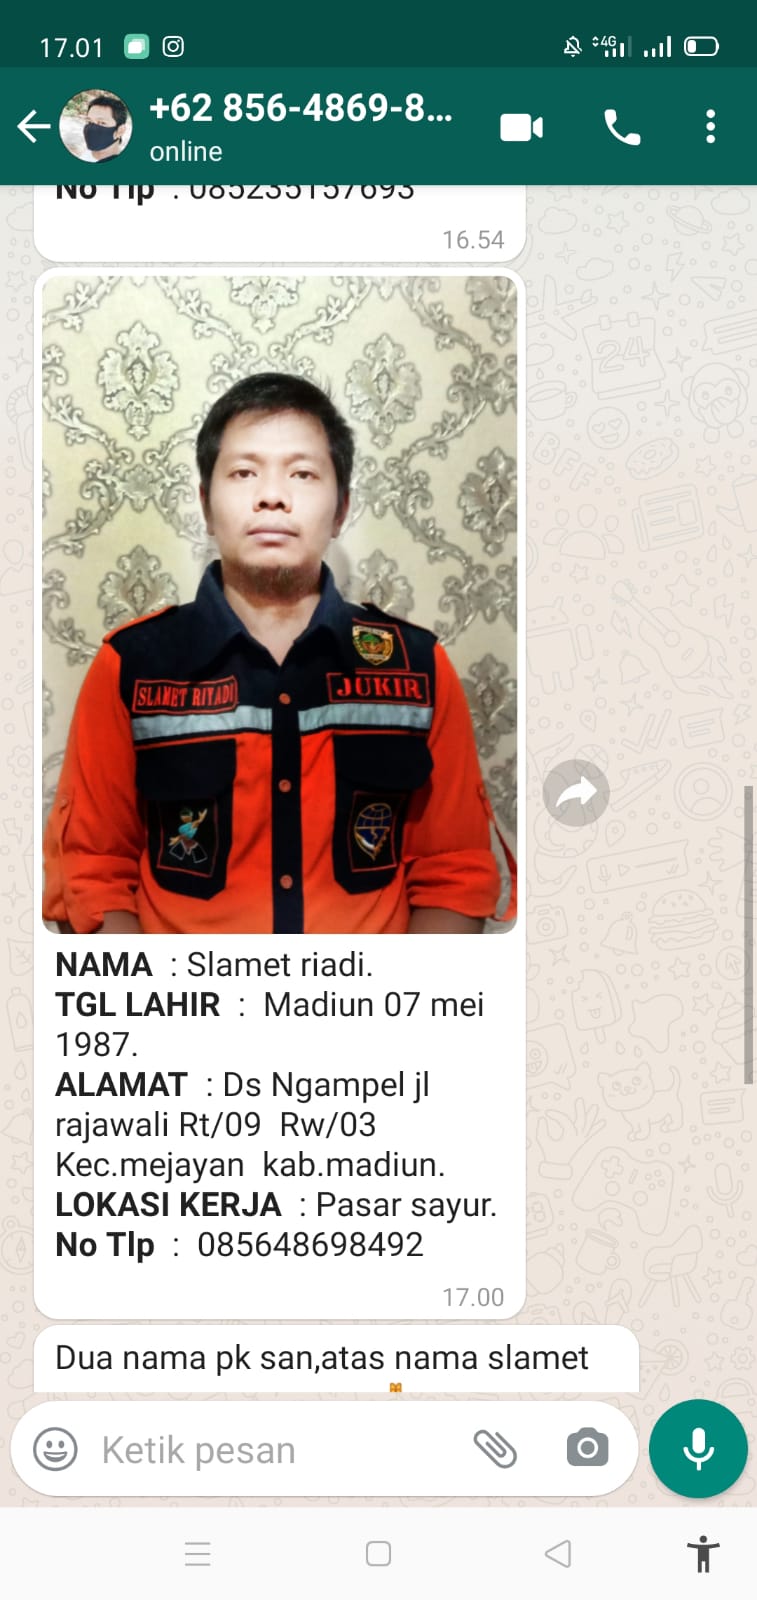 17.01
4G
+62 856-4869-8...
online
No Tlp : 085235157693
16.54
SLAMET RIYADI
JUKIR
NAMA : Slamet riadi.
TGL LAHIR : Madiun 07 mei
1987.
ALAMAT : Ds Ngampel jl
rajawali Rt/09 Rw/03
Kec.mejayan kab.madiun.
LOKASI KERJA : Pasar sayur.
No Tlp : 085648698492
17.00
Dua nama pk san,atas nama slamet
Ketik pesan